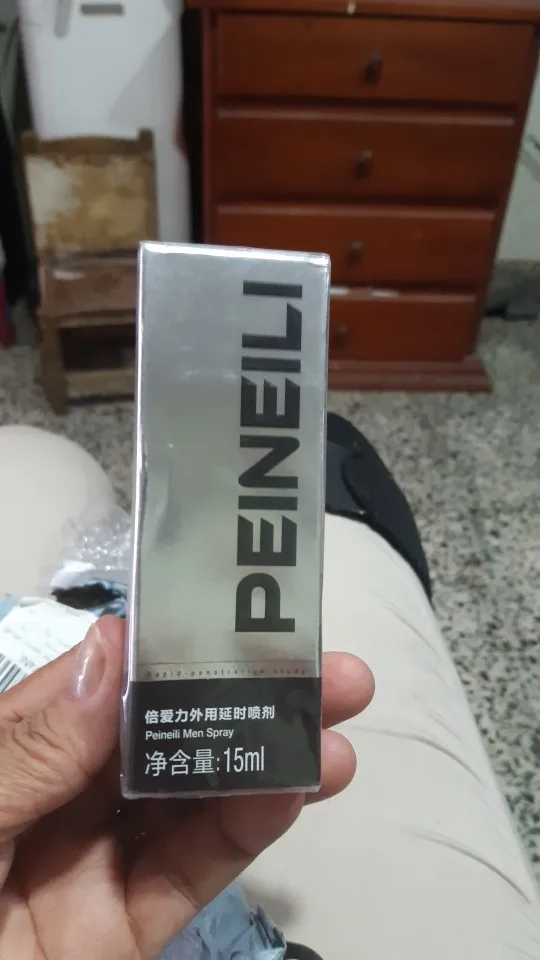 PEINEILI
Rapid-penetration study
倍爱力外用延时喷剂
Peineili Men Spray
净含量:15ml